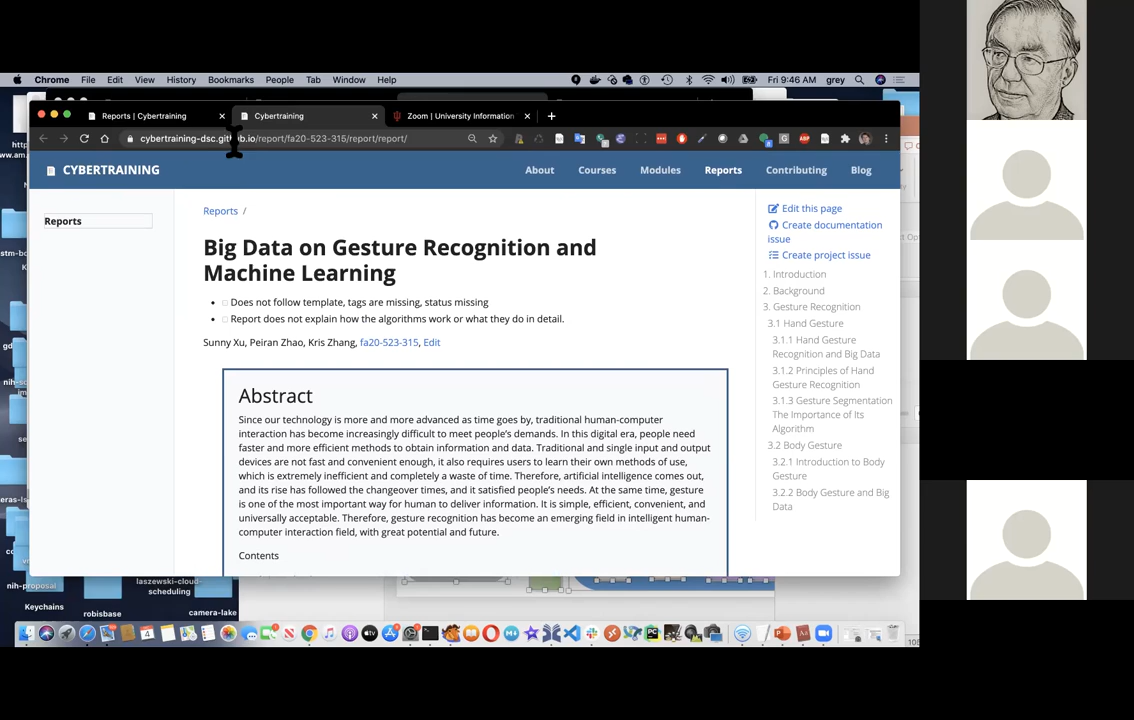 Chrome File Edit View History Bookmarks People Tab Window Help Fri 9:46 AM grey
Reports | Cybertraining
Cybertraining
Zoom | University Information
cybertraining-dsc.github.io/report/fa20-523-315/report/report/
CYBERTRAINING
About Courses Modules Reports Contributing Blog
Reports
Reports /
Big Data on Gesture Recognition and
Machine Learning
Does not follow template, tags are missing, status missing
Report does not explain how the algorithms work or what they do in detail.
Sunny Xu, Peiran Zhao, Kris Zhang, fa20-523-315, Edit
Abstract
Since our technology is more and more advanced as time goes by, traditional human-computer
interaction has become increasingly difficult to meet people's demands. In this digital era, people need
faster and more efficient methods to obtain information and data. Traditional and single input and output
devices are not fast and convenient enough, it also requires users to learn their own methods of use,
which is extremely inefficient and completely a waste of time. Therefore, artificial intelligence comes out,
and its rise has followed the changeover times, and it satisfied people's needs. At the same time, gesture
is one of the most important way for human to deliver information. It is simple, efficient, convenient, and
universally acceptable. Therefore, gesture recognition has become an emerging field in intelligent human-
computer interaction field, with great potential and future.
Contents
Edit this page
Create documentation
issue
Create project issue
1. Introduction
2. Background
3. Gesture Recognition
3.1 Hand Gesture
3.1.1 Hand Gesture
Recognition and Big Data
3.1.2 Principles of Hand
Gesture Recognition
3.1.3 Gesture Segmentation
The Importance of Its
Algorithm
3.2 Body Gesture
3.2.1 Introduction to Body
Gesture
3.2.2 Body Gesture and Big
Data
nih-proposal
Keychains
robisbase
laszewski-cloud-
scheduling
camera-lake